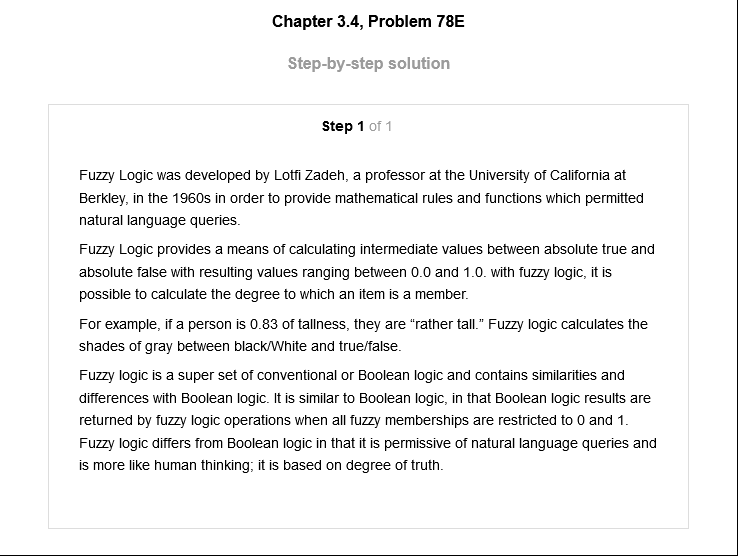 Chapter 3.4, Problem 78E
Step-by-step solution
Step 1 of 1
Fuzzy Logic was developed by Lotfi Zadeh, a professor at the University of California at
Berkley, in the 1960s in order to provide mathematical rules and functions which permitted
natural language queries.
Fuzzy Logic provides a means of calculating intermediate values between absolute true and
absolute false with resulting values ranging between 0.0 and 1.0. with fuzzy logic, it is
possible to calculate the degree to which an item is a member.
For example, if a person is 0.83 of tallness, they are “rather tall.” Fuzzy logic calculates the
shades of gray between black/White and true/false.
Fuzzy logic is a super set of conventional or Boolean logic and contains similarities and
differences with Boolean logic. It is similar to Boolean logic, in that Boolean logic results are
returned by fuzzy logic operations when all fuzzy memberships are restricted to 0 and 1.
Fuzzy logic differs from Boolean logic in that it is permissive of natural language queries and
is more like human thinking; it is based on degree of truth.